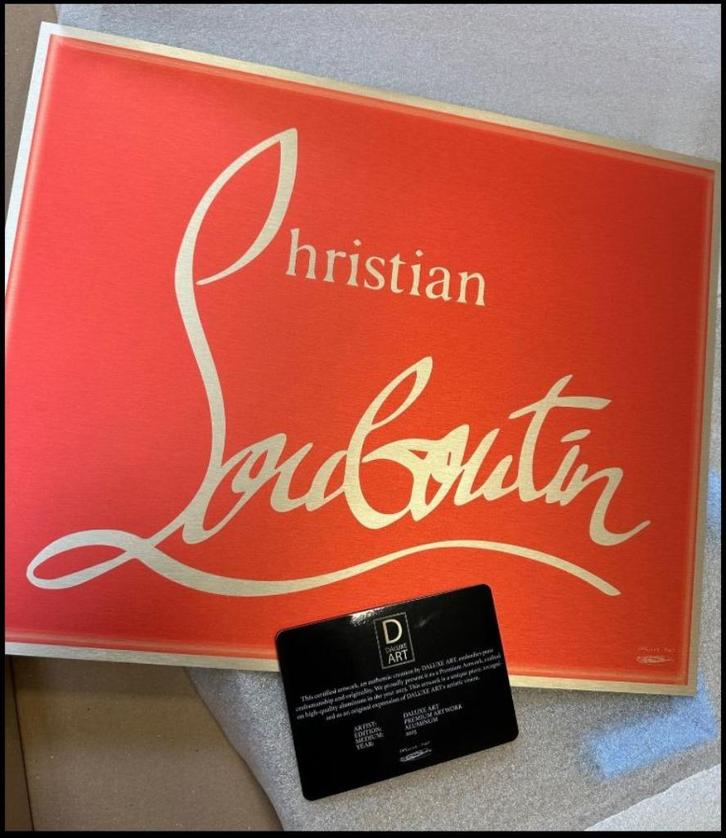 Christian
Louboutin
D
DALUXE
ART
This certified artwork, an authentic creation by DALUXE ART, embodies pure
craftsmanship and originality. We proudly present it as a Premium Artwork, crafted
on high-quality aluminum in the year 2023. This artwork is a unique piece,
and as an original expression of DALUXE ART's artistic vision.
ARTIST: DALUXE ART
EDITION: PREMIUM ARTWORK
MEDIUM: ALUMINUM
YEAR: 2023